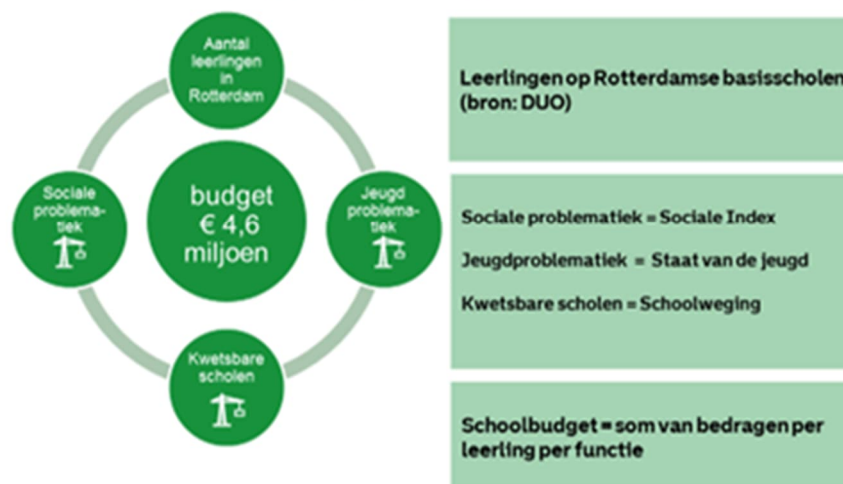 Aantal
leerlingen
in
Rotterdam
Sociale
problema-
tiek
budget
€ 4,6
miljoen
Jeugd
problema-
tiek
Kwetsbare
scholen
Leerlingen op Rotterdamse basisscholen
(bron: DUO)
Sociale problematiek = Sociale Index
Jeugdproblematiek = Staat van de jeugd
Kwetsbare scholen = Schoolweging
Schoolbudget = som van bedragen per
leerling per functie